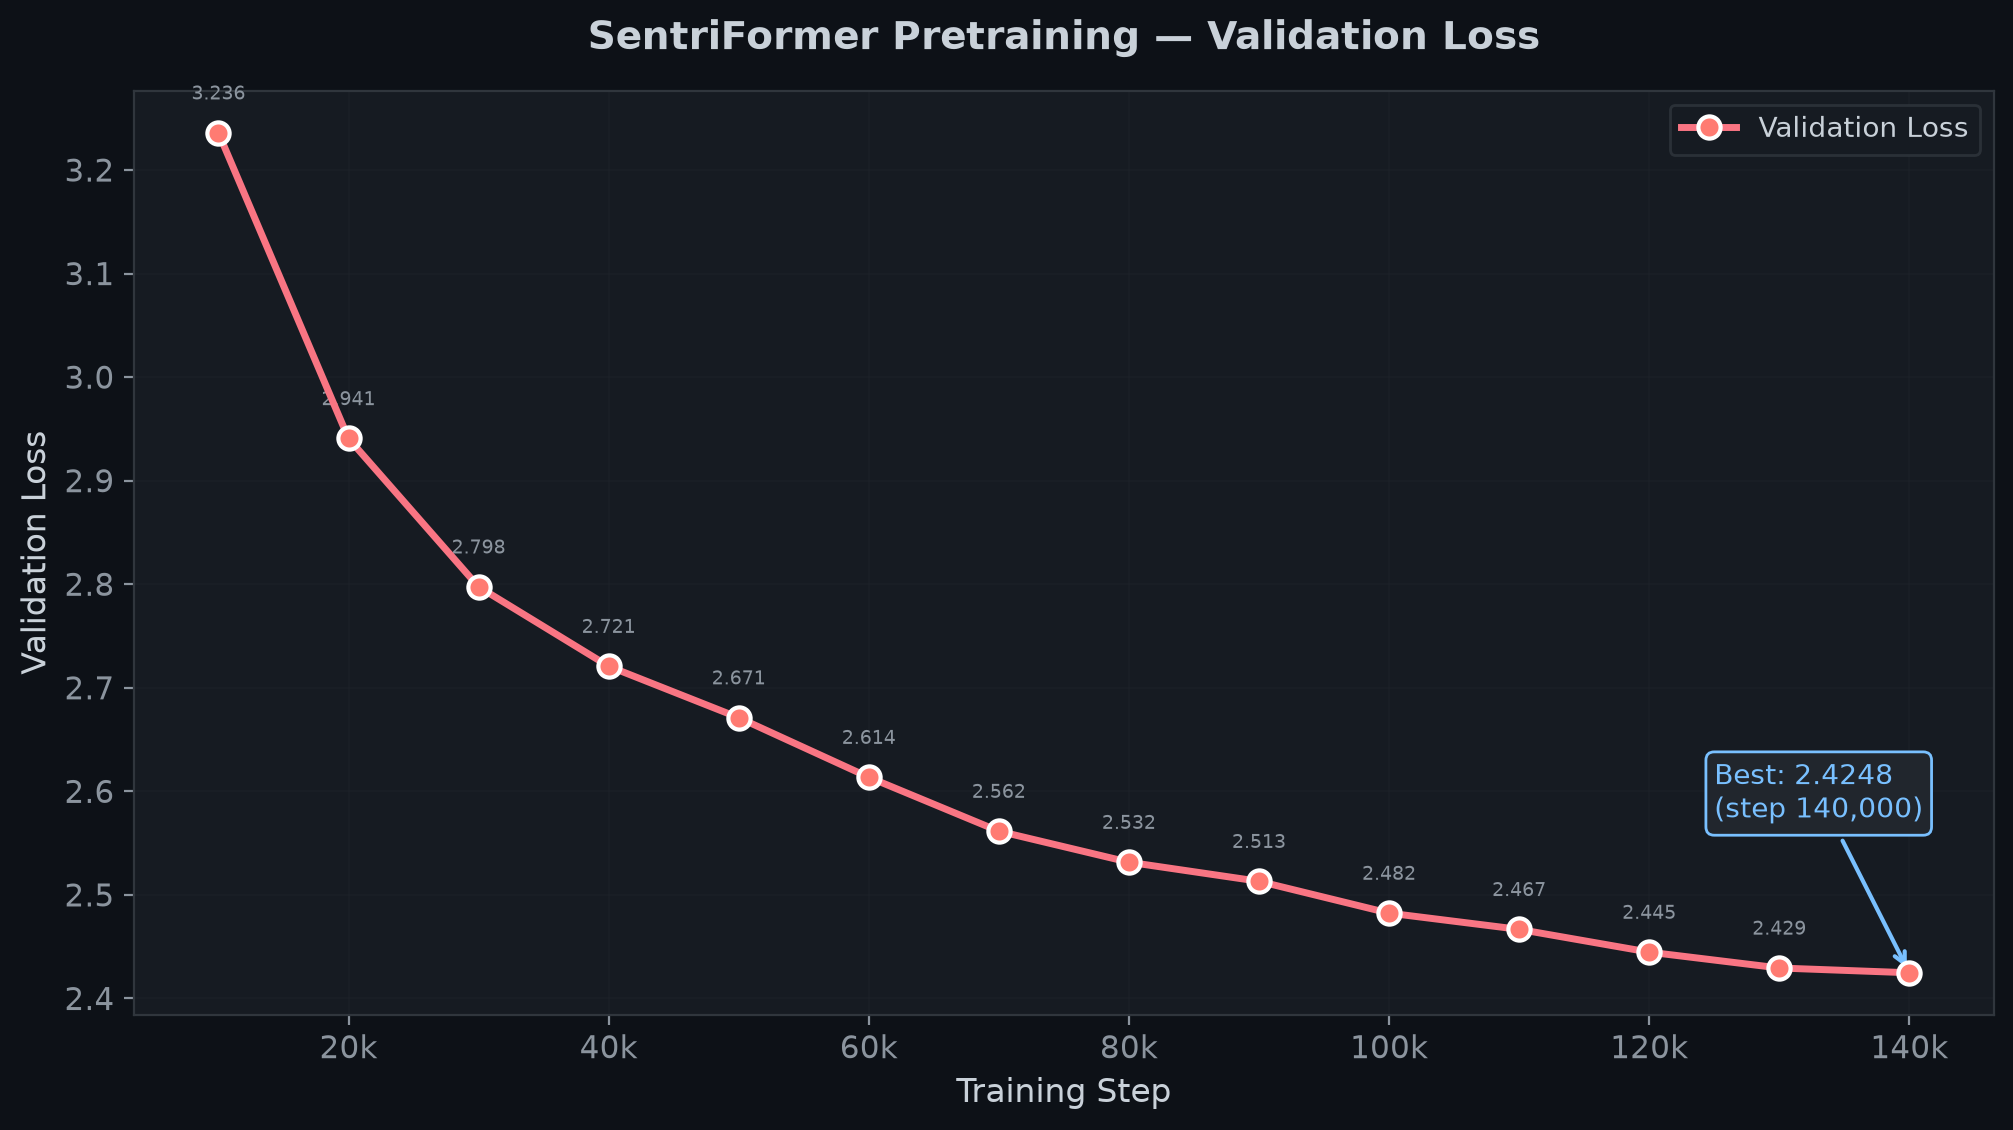 SentriFormer Pretraining — Validation Loss
3.236
Validation Loss
3.2
3.1
3.0
2.941
2.9
2.798
2.8
2.721
2.7
2.671
2.614
2.6
2.562
2.532
2.513
2.5
2.482
2.467
2.445
2.429
2.4
Best: 2.4248
(step 140,000)
Validation Loss
20k
40k
60k
80k
100k
120k
140k
Training Step